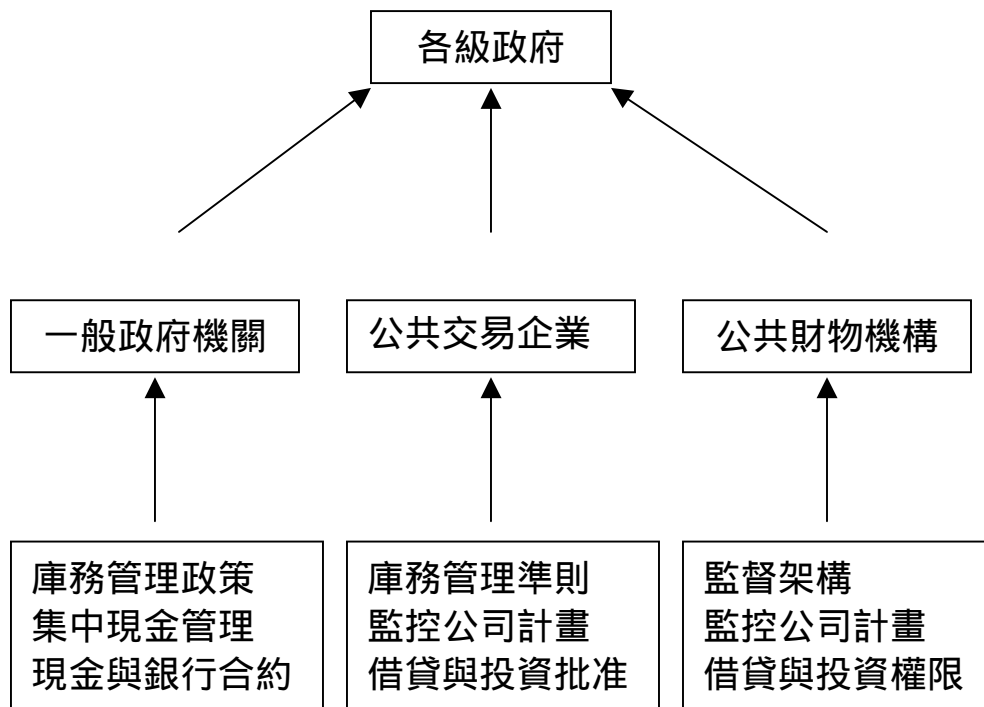 各級政府
一般政府機關
公共交易企業
公共財物機構
庫務管理政策
集中現金管理
現金與銀行合約
庫務管理準則
監控公司計畫
借貸與投資批准
監督架構
監控公司計畫
借貸與投資權限